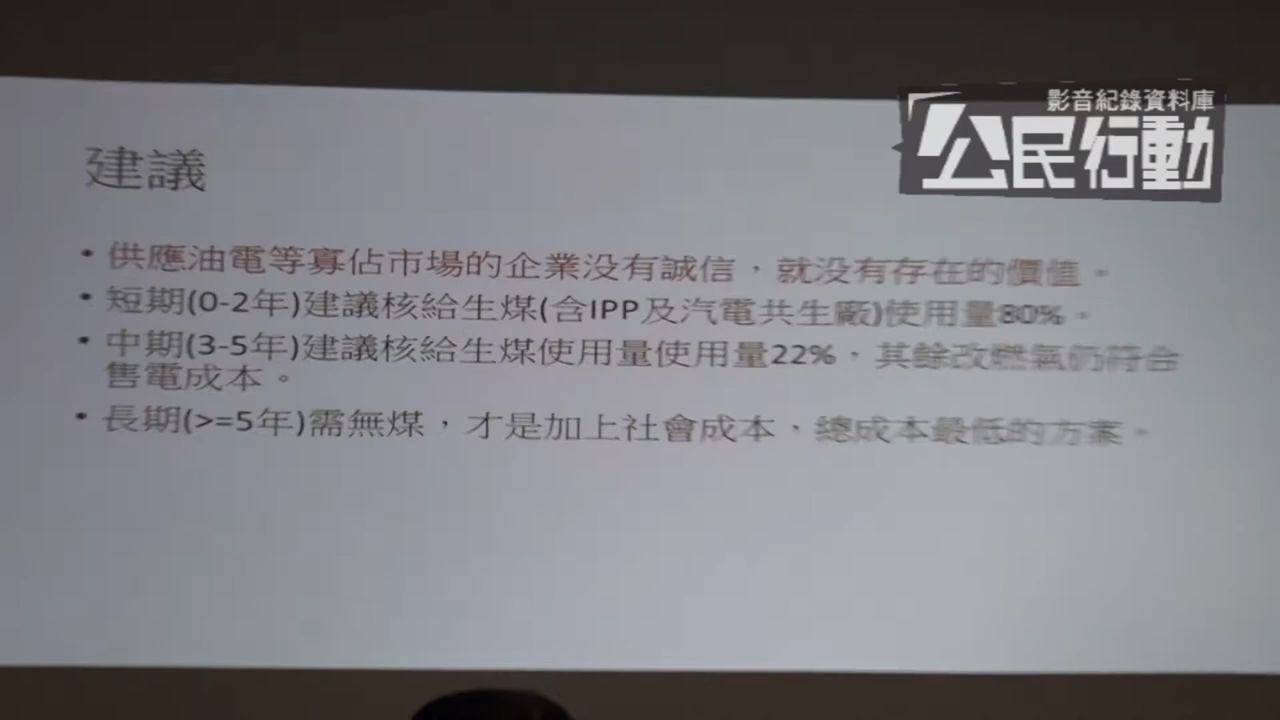 影音紀錄資料庫
公民行動
建議
• 供應油電等寡佔市場的企業没有誠信，就没有存在的價值。
• 短期(0-2年)建議核給生煤(含IPP及汽電共生廠)使用量80%。
• 中期(3-5年)建議核給生煤使用量使用量22%，其餘改燃氣仍符合
售電成本。
• 長期(>=5年)需無煤，才是加上社會成本、總成本最低的方案。